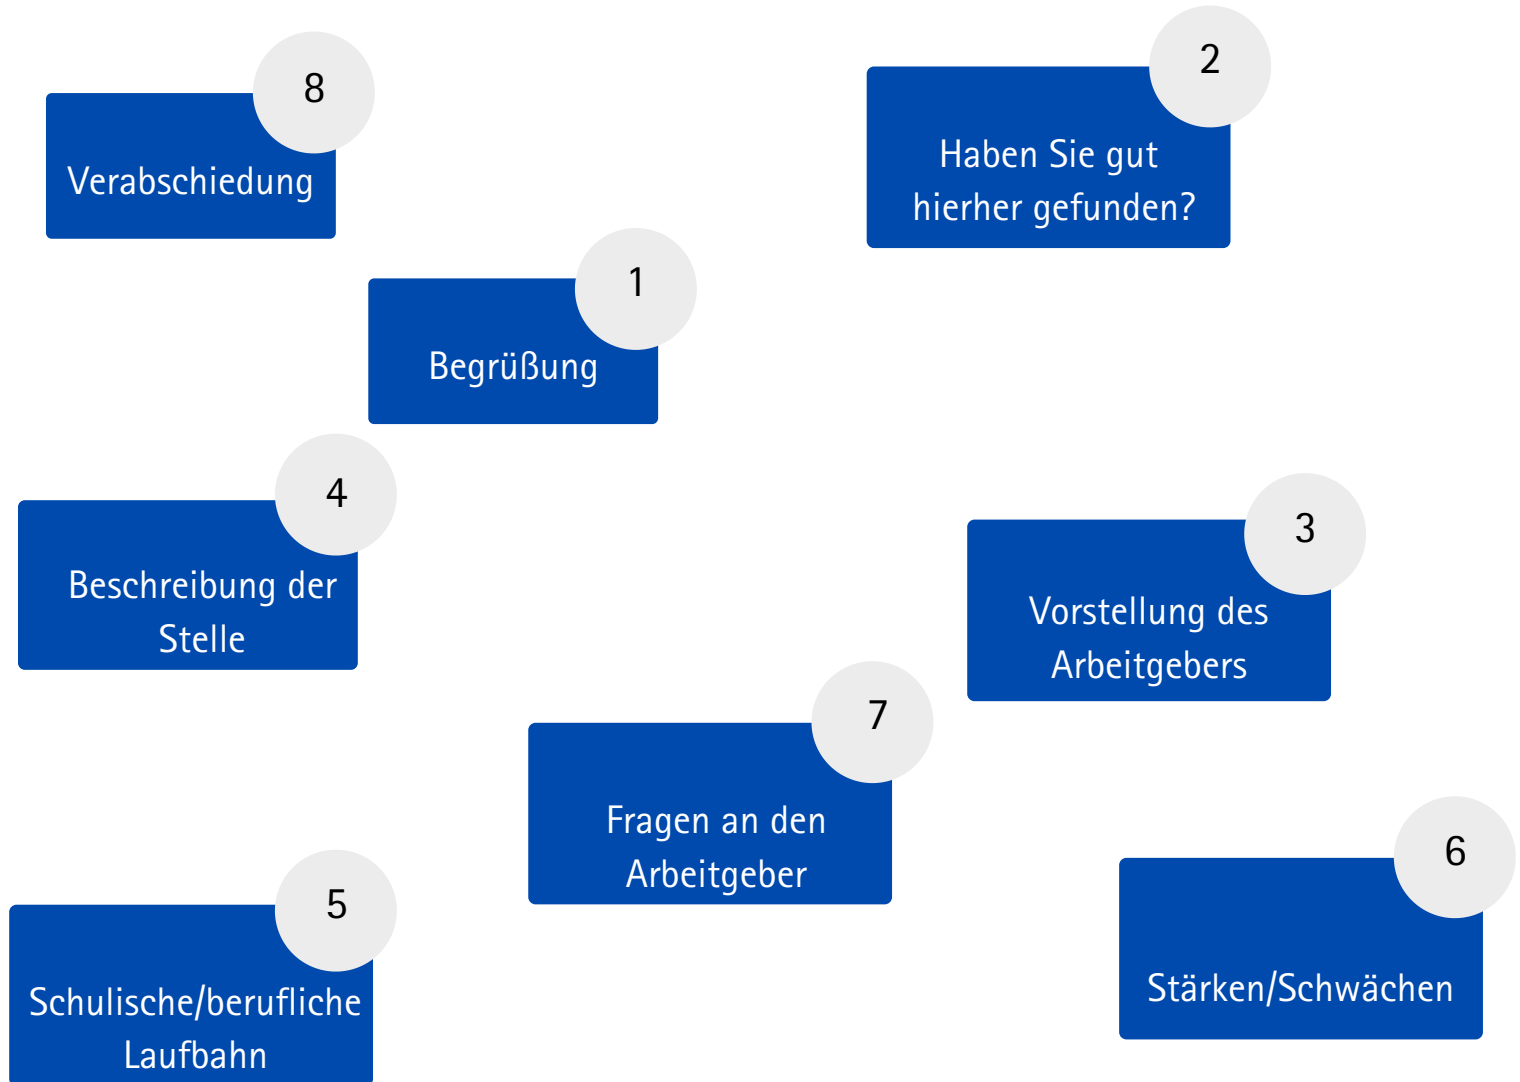 8
Verabschiedung
2
Haben Sie gut
hierher gefunden?
1
Begrüßung
4
Beschreibung der
Stelle
3
Vorstellung des
Arbeitgebers
7
Fragen an den
Arbeitgeber
6
Stärken/Schwächen
5
Schulische/berufliche
Laufbahn